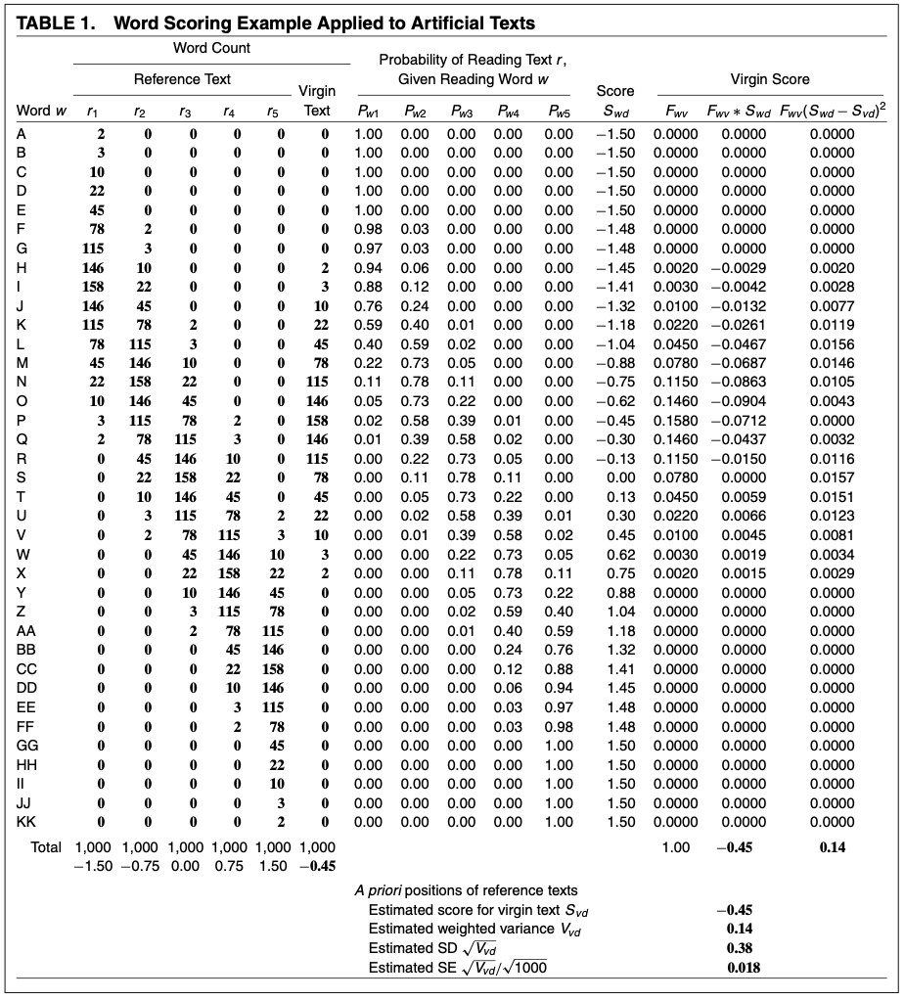 TABLE 1. Word Scoring Example Applied to Artificial Texts
Word Count
Probability of Reading Text r,
Reference Text
Given Reading Word w
Virgin Score
Virgin
Score
Word w r1 r2 r3 r4 r5 Text Pw1 Pw2 Pw3 Pw4 Pw5 Swd Fwv Fwv * Swd Fwv(Swd − Svd)²
A 2 0 0 0 0 0 1.00 0.00 0.00 0.00 0.00 −1.50 0.0000 0.0000 0.0000
B 3 0 0 0 0 0 1.00 0.00 0.00 0.00 0.00 −1.50 0.0000 0.0000 0.0000
C 10 0 0 0 0 0 1.00 0.00 0.00 0.00 0.00 −1.50 0.0000 0.0000 0.0000
D 22 0 0 0 0 0 1.00 0.00 0.00 0.00 0.00 −1.50 0.0000 0.0000 0.0000
E 45 0 0 0 0 0 1.00 0.00 0.00 0.00 0.00 −1.50 0.0000 0.0000 0.0000
F 78 2 0 0 0 0 0.98 0.03 0.00 0.00 0.00 −1.48 0.0000 0.0000 0.0000
G 115 3 0 0 0 0 0.97 0.03 0.00 0.00 0.00 −1.48 0.0000 0.0000 0.0000
H 146 10 0 0 0 2 0.94 0.06 0.00 0.00 0.00 −1.45 0.0020 −0.0029 0.0020
I 158 22 0 0 0 3 0.88 0.12 0.00 0.00 0.00 −1.41 0.0030 −0.0042 0.0028
J 146 45 0 0 0 10 0.76 0.24 0.00 0.00 0.00 −1.32 0.0100 −0.0132 0.0077
K 115 78 2 0 0 22 0.59 0.40 0.01 0.00 0.00 −1.18 0.0220 −0.0261 0.0119
L 78 115 3 0 0 45 0.40 0.59 0.02 0.00 0.00 −1.04 0.0450 −0.0467 0.0156
M 45 146 10 0 0 78 0.22 0.73 0.05 0.00 0.00 −0.88 0.0780 −0.0687 0.0146
N 22 158 22 0 0 115 0.11 0.78 0.11 0.00 0.00 −0.75 0.1150 −0.0863 0.0105
O 10 146 45 0 0 146 0.05 0.73 0.22 0.00 0.00 −0.62 0.1460 −0.0904 0.0043
P 3 115 78 2 0 158 0.02 0.58 0.39 0.01 0.00 −0.45 0.1580 −0.0712 0.0000
Q 2 78 115 3 0 146 0.01 0.39 0.58 0.02 0.00 −0.30 0.1460 −0.0437 0.0032
R 0 45 146 10 0 115 0.00 0.22 0.73 0.05 0.00 −0.13 0.1150 −0.0150 0.0116
S 0 22 158 22 0 78 0.00 0.11 0.78 0.11 0.00 0.00 0.0780 0.0000 0.0157
T 0 10 146 45 0 45 0.00 0.05 0.73 0.22 0.00 0.13 0.0450 0.0059 0.0151
U 0 3 115 78 2 22 0.00 0.02 0.58 0.39 0.01 0.30 0.0220 0.0066 0.0123
V 0 2 78 115 3 10 0.00 0.01 0.39 0.58 0.02 0.45 0.0100 0.0045 0.0081
W 0 0 45 146 10 3 0.00 0.00 0.22 0.73 0.05 0.62 0.0030 0.0019 0.0034
X 0 0 22 158 22 2 0.00 0.00 0.11 0.78 0.11 0.75 0.0020 0.0015 0.0029
Y 0 0 10 146 45 0 0.00 0.00 0.05 0.73 0.22 0.88 0.0000 0.0000 0.0000
Z 0 0 3 115 78 0 0.00 0.00 0.02 0.59 0.40 1.04 0.0000 0.0000 0.0000
AA 0 0 2 78 115 0 0.00 0.00 0.01 0.40 0.59 1.18 0.0000 0.0000 0.0000
BB 0 0 0 45 146 0 0.00 0.00 0.00 0.24 0.76 1.32 0.0000 0.0000 0.0000
CC 0 0 0 22 158 0 0.00 0.00 0.00 0.12 0.88 1.41 0.0000 0.0000 0.0000
DD 0 0 0 10 146 0 0.00 0.00 0.00 0.06 0.94 1.45 0.0000 0.0000 0.0000
EE 0 0 0 3 115 0 0.00 0.00 0.00 0.03 0.97 1.48 0.0000 0.0000 0.0000
FF 0 0 0 2 78 0 0.00 0.00 0.00 0.03 0.98 1.48 0.0000 0.0000 0.0000
GG 0 0 0 0 45 0 0.00 0.00 0.00 0.00 1.00 1.50 0.0000 0.0000 0.0000
HH 0 0 0 0 22 0 0.00 0.00 0.00 0.00 1.00 1.50 0.0000 0.0000 0.0000
II 0 0 0 0 10 0 0.00 0.00 0.00 0.00 1.00 1.50 0.0000 0.0000 0.0000
JJ 0 0 0 0 3 0 0.00 0.00 0.00 0.00 1.00 1.50 0.0000 0.0000 0.0000
KK 0 0 0 0 2 0 0.00 0.00 0.00 0.00 1.00 1.50 0.0000 0.0000 0.0000
Total 1,000 1,000 1,000 1,000 1,000 1,000 1.00 −0.45 0.14
−1.50 −0.75 0.00 0.75 1.50 −0.45
A priori positions of reference texts
Estimated score for virgin text Svd −0.45
Estimated weighted variance Vvd 0.14
Estimated SD √Vvd 0.38
Estimated SE √Vvd/√1000 0.018